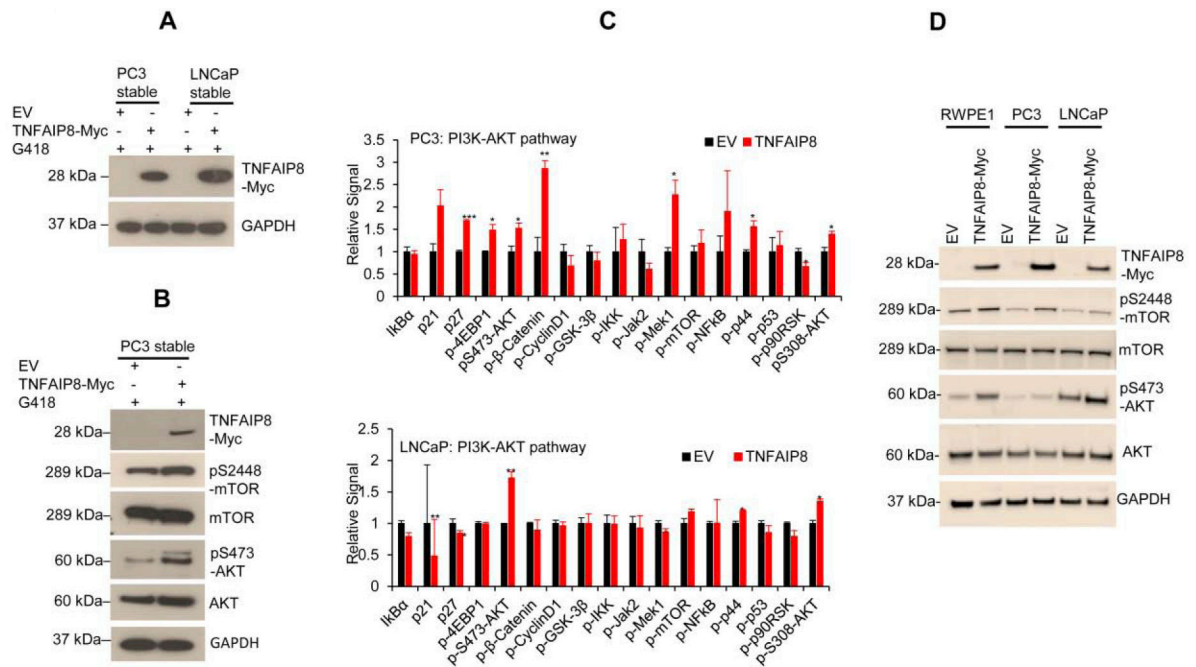 A
PC3 stable
LNCaP stable
EV + - + -
TNFAIP8-Myc - + - +
G418 + + + +
28 kDa
TNFAIP8 -Myc
37 kDa
GAPDH
B
PC3 stable
EV + -
TNFAIP8-Myc - +
G418 + +
28 kDa
TNFAIP8 -Myc
289 kDa
pS2448 -mTOR
289 kDa
mTOR
60 kDa
pS473 -AKT
60 kDa
AKT
37 kDa
GAPDH
C
PC3: PI3K-AKT pathway
EV TNFAIP8
Relative Signal
3.5
3
2.5
2
1.5
1
0.5
0
** * *** * * * * *
IkBα p21 p27 p-4EBP1 pS473-AKT p-β-Catenin p-CyclinD1 p-GSK-3β p-IKK p-Jak2 p-Mek1 p-mTOR p-NFkB p-p44 p-p53 p-p90RSK pS308-AKT
LNCaP: PI3K-AKT pathway
EV TNFAIP8
Relative Signal
2.5
2
1.5
1
0.5
0
** ** * *
IkBα p21 p27 p-4EBP1 p-S473-AKT p-β-Catenin p-CyclinD1 p-GSK-3β p-IKK p-Jak2 p-Mek1 p-mTOR p-NFkB p-p44 p-p53 p-p90RSK p-S308-AKT
D
RWPE1 PC3 LNCaP
EV TNFAIP8-Myc EV TNFAIP8-Myc EV TNFAIP8-Myc
28 kDa
TNFAIP8 -Myc
289 kDa
pS2448 -mTOR
289 kDa
mTOR
60 kDa
pS473 -AKT
60 kDa
AKT
37 kDa
GAPDH